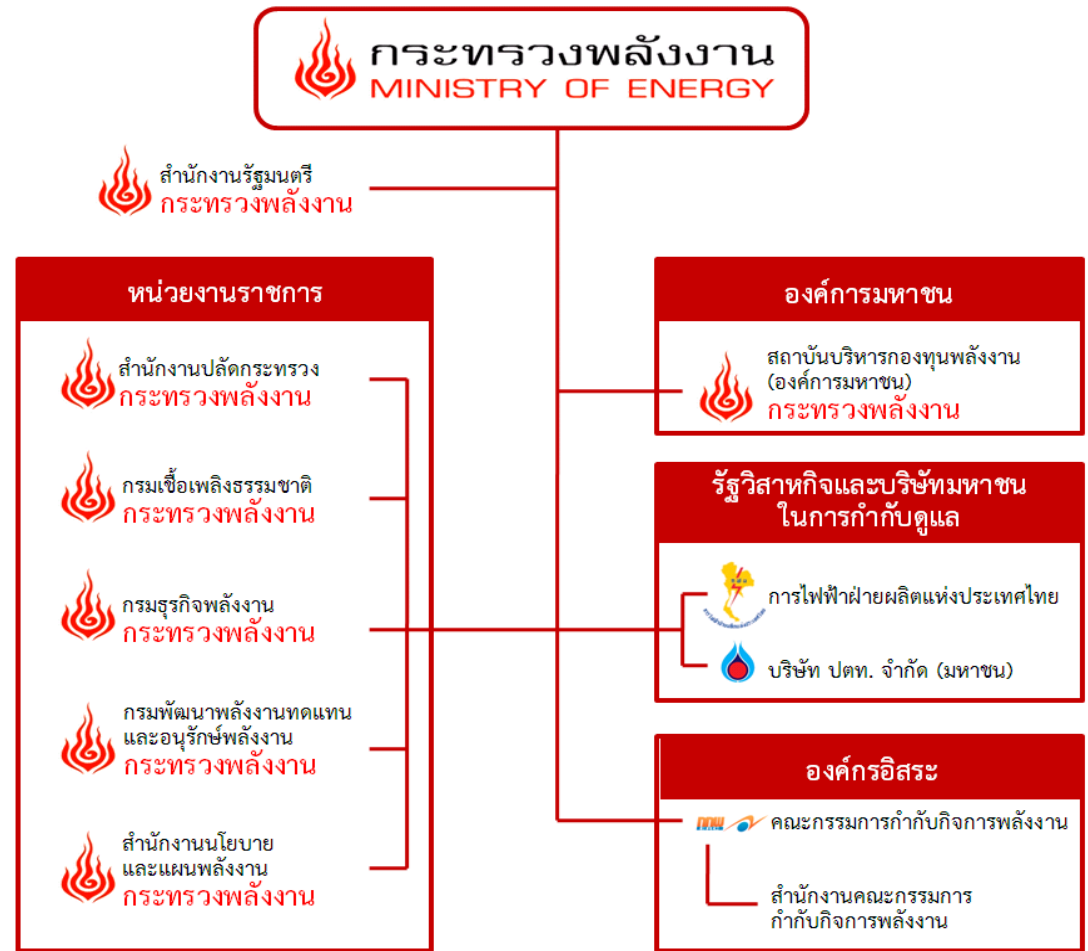 กระทรวงพลังงาน
MINISTRY OF ENERGY
สำนักงานรัฐมนตรี
กระทรวงพลังงาน
หน่วยงานราชการ
สำนักงานปลัดกระทรวง
กระทรวงพลังงาน
กรมเชื้อเพลิงธรรมชาติ
กระทรวงพลังงาน
กรมธุรกิจพลังงาน
กระทรวงพลังงาน
กรมพัฒนาพลังงานทดแทน
และอนุรักษ์พลังงาน
กระทรวงพลังงาน
สำนักงานนโยบาย
และแผนพลังงาน
กระทรวงพลังงาน
องค์การมหาชน
สถาบันบริหารกองทุนพลังงาน
(องค์การมหาชน)
กระทรวงพลังงาน
รัฐวิสาหกิจและบริษัทมหาชน
ในการกำกับดูแล
การไฟฟ้าฝ่ายผลิตแห่งประเทศไทย
บริษัท ปตท. จำกัด (มหาชน)
องค์กรอิสระ
กกพ
คณะกรรมการกำกับกิจการพลังงาน
สำนักงานคณะกรรมการ
กำกับกิจการพลังงาน